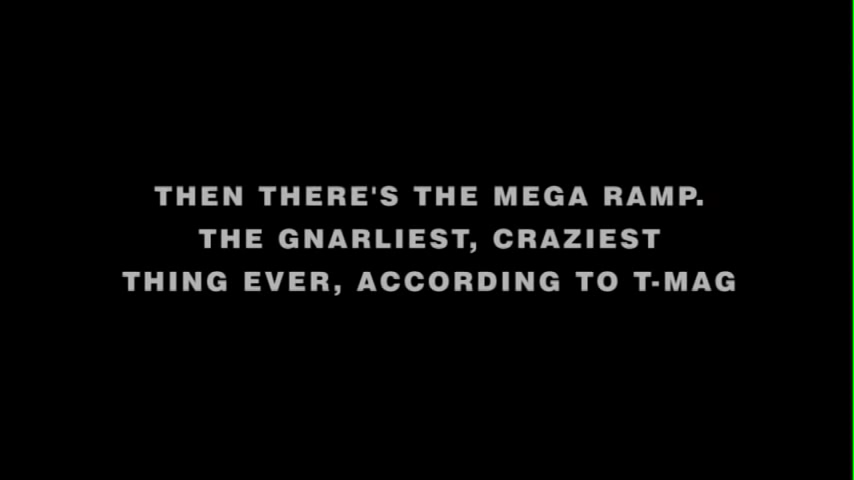 THEN THERE'S THE MEGA RAMP.
THE GNARLIEST, CRAZIEST
THING EVER, ACCORDING TO T-MAG